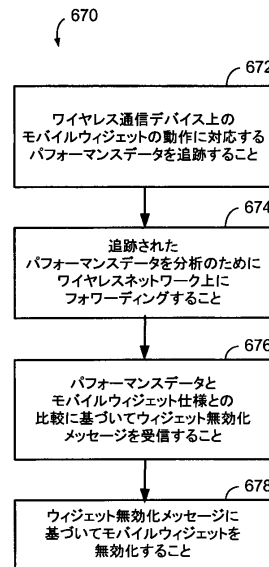 670
672
ワイヤレス通信デバイス上の
モバイルウィジェットの動作に対応する
パフォーマンスデータを追跡すること
674
追跡された
パフォーマンスデータを分析のために
ワイヤレスネットワーク上に
フォワーディングすること
676
パフォーマンスデータと
モバイルウィジェット仕様との
比較に基づいてウィジェット無効化
メッセージを受信すること
678
ウィジェット無効化メッセージに
基づいてモバイルウィジェットを
無効化すること